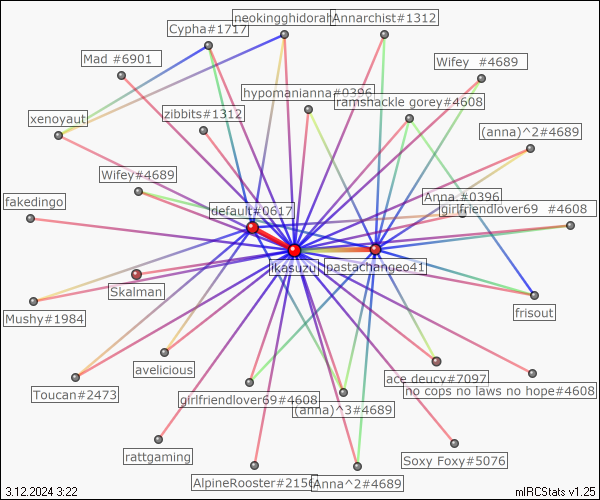 neokingghidorah
Annarchist#1312
Cypha#1717
Mad #6901
Wifey #4689
hypomanianna#0396
ramshackle gorey#4608
zibbits#1312
xenoyaut
(anna)^2#4689
Wifey#4689
Anna #0396
fakedingo
default#0617
girlfriendlover69 #4608
ikasuzu
pastachangeo41
Skalman
Mushy#1984
frisout
avelicious
ace deucy#7097
Toucan#2473
no cops no laws no hope#4608
girlfriendlover69#4608
(anna)^3#4689
rattgaming
Soxy Foxy#5076
AlpineRooster#2156
Anna^2#4689
3.12.2024 3:22
mIRCStats v1.25